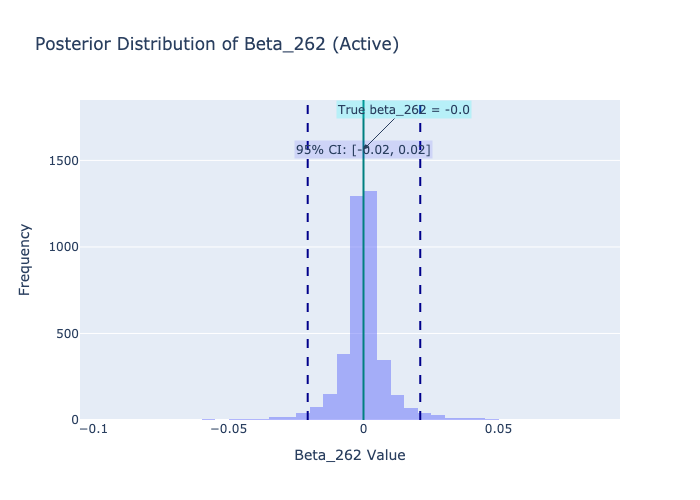 Posterior Distribution of Beta_262 (Active)
True beta_262 = -0.0
95% CI: [-0.02, 0.02]
1500
1000
500
0
Frequency
−0.1
−0.05
0
0.05
Beta_262 Value